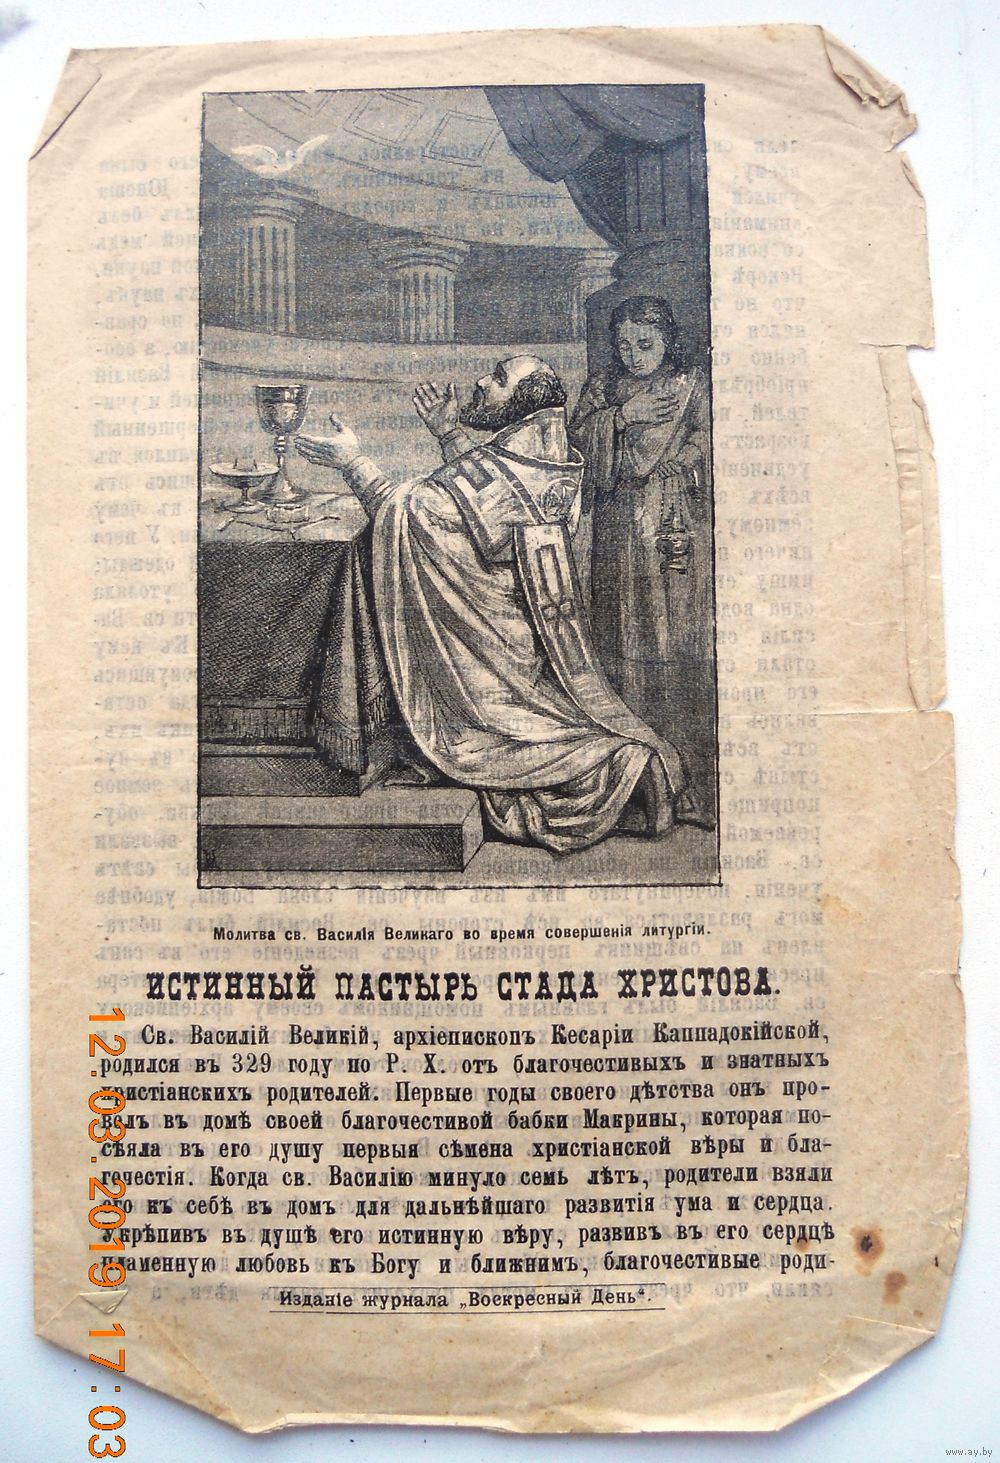 Молитва св. Василія Великаго во время совершенія литургіи.
ИСТИННЫЙ ПАСТЫРЬ СТАДА ХРИСТОВА.
Св. Василій Великій, архіепископъ Кесаріи Каппадокійской,
родился въ 329 году по Р. Х. отъ благочестивыхъ и знатныхъ
христіанскихъ родителей. Первые годы своего дѣтства онъ про-
велъ въ домѣ своей благочестивой бабки Макрины, которая по-
сѣяла въ его душу первыя сѣмена христіанской вѣры и бла-
гочестія. Когда св. Василію минуло семь лѣтъ, родители взяли
его къ себѣ въ домъ для дальнѣйшаго развитія ума и сердца.
Укрѣпивъ въ душѣ его истинную вѣру, развивъ въ его сердцѣ
пламенную любовь къ Богу и ближнимъ, благочестивые роди-
Изданіе журнала „Воскресный День".
12.03.2019 17:03
www.ay.by